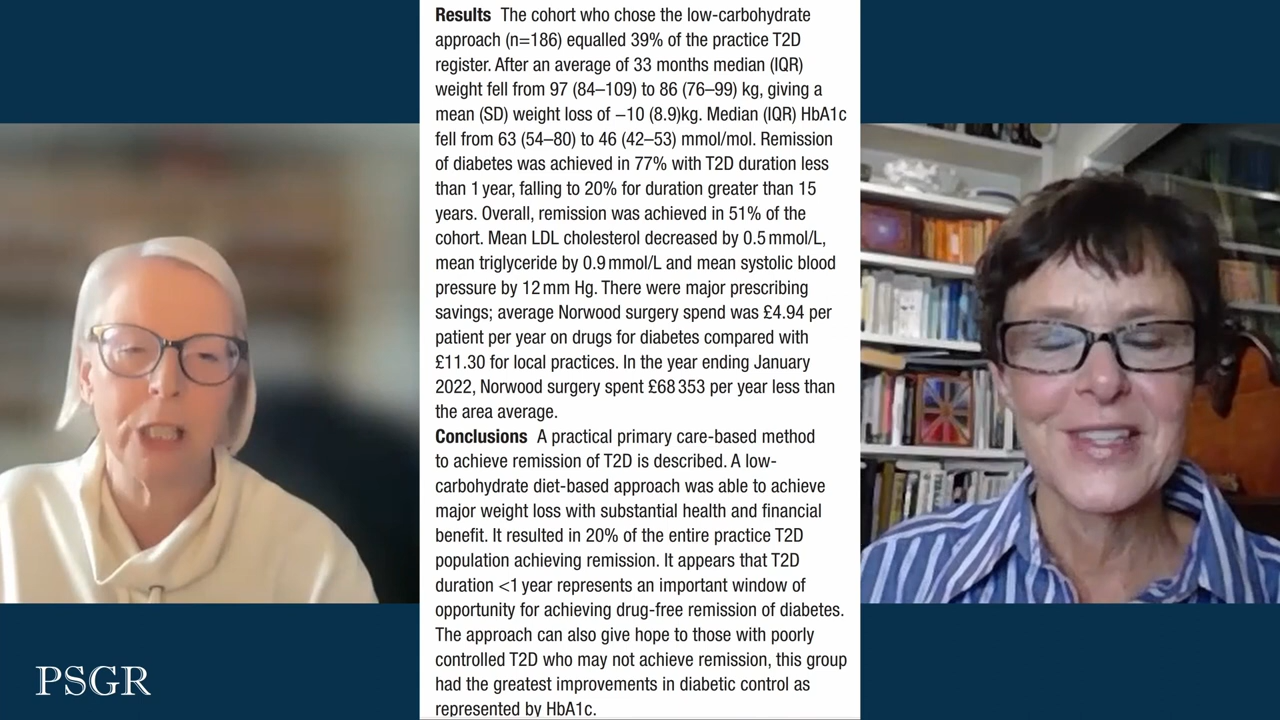 Results The cohort who chose the low-carbohydrate
approach (n=186) equalled 39% of the practice T2D
register. After an average of 33 months median (IQR)
weight fell from 97 (84–109) to 86 (76–99) kg, giving a
mean (SD) weight loss of −10 (8.9)kg. Median (IQR) HbA1c
fell from 63 (54–80) to 46 (42–53) mmol/mol. Remission
of diabetes was achieved in 77% with T2D duration less
than 1 year, falling to 20% for duration greater than 15
years. Overall, remission was achieved in 51% of the
cohort. Mean LDL cholesterol decreased by 0.5 mmol/L,
mean triglyceride by 0.9 mmol/L and mean systolic blood
pressure by 12 mm Hg. There were major prescribing
savings; average Norwood surgery spend was £4.94 per
patient per year on drugs for diabetes compared with
£11.30 for local practices. In the year ending January
2022, Norwood surgery spent £68 353 per year less than
the area average.
Conclusions A practical primary care-based method
to achieve remission of T2D is described. A low-
carbohydrate diet-based approach was able to achieve
major weight loss with substantial health and financial
benefit. It resulted in 20% of the entire practice T2D
population achieving remission. It appears that T2D
duration <1 year represents an important window of
opportunity for achieving drug-free remission of diabetes.
The approach can also give hope to those with poorly
controlled T2D who may not achieve remission, this group
had the greatest improvements in diabetic control as
represented by HbA1c.
PSGR